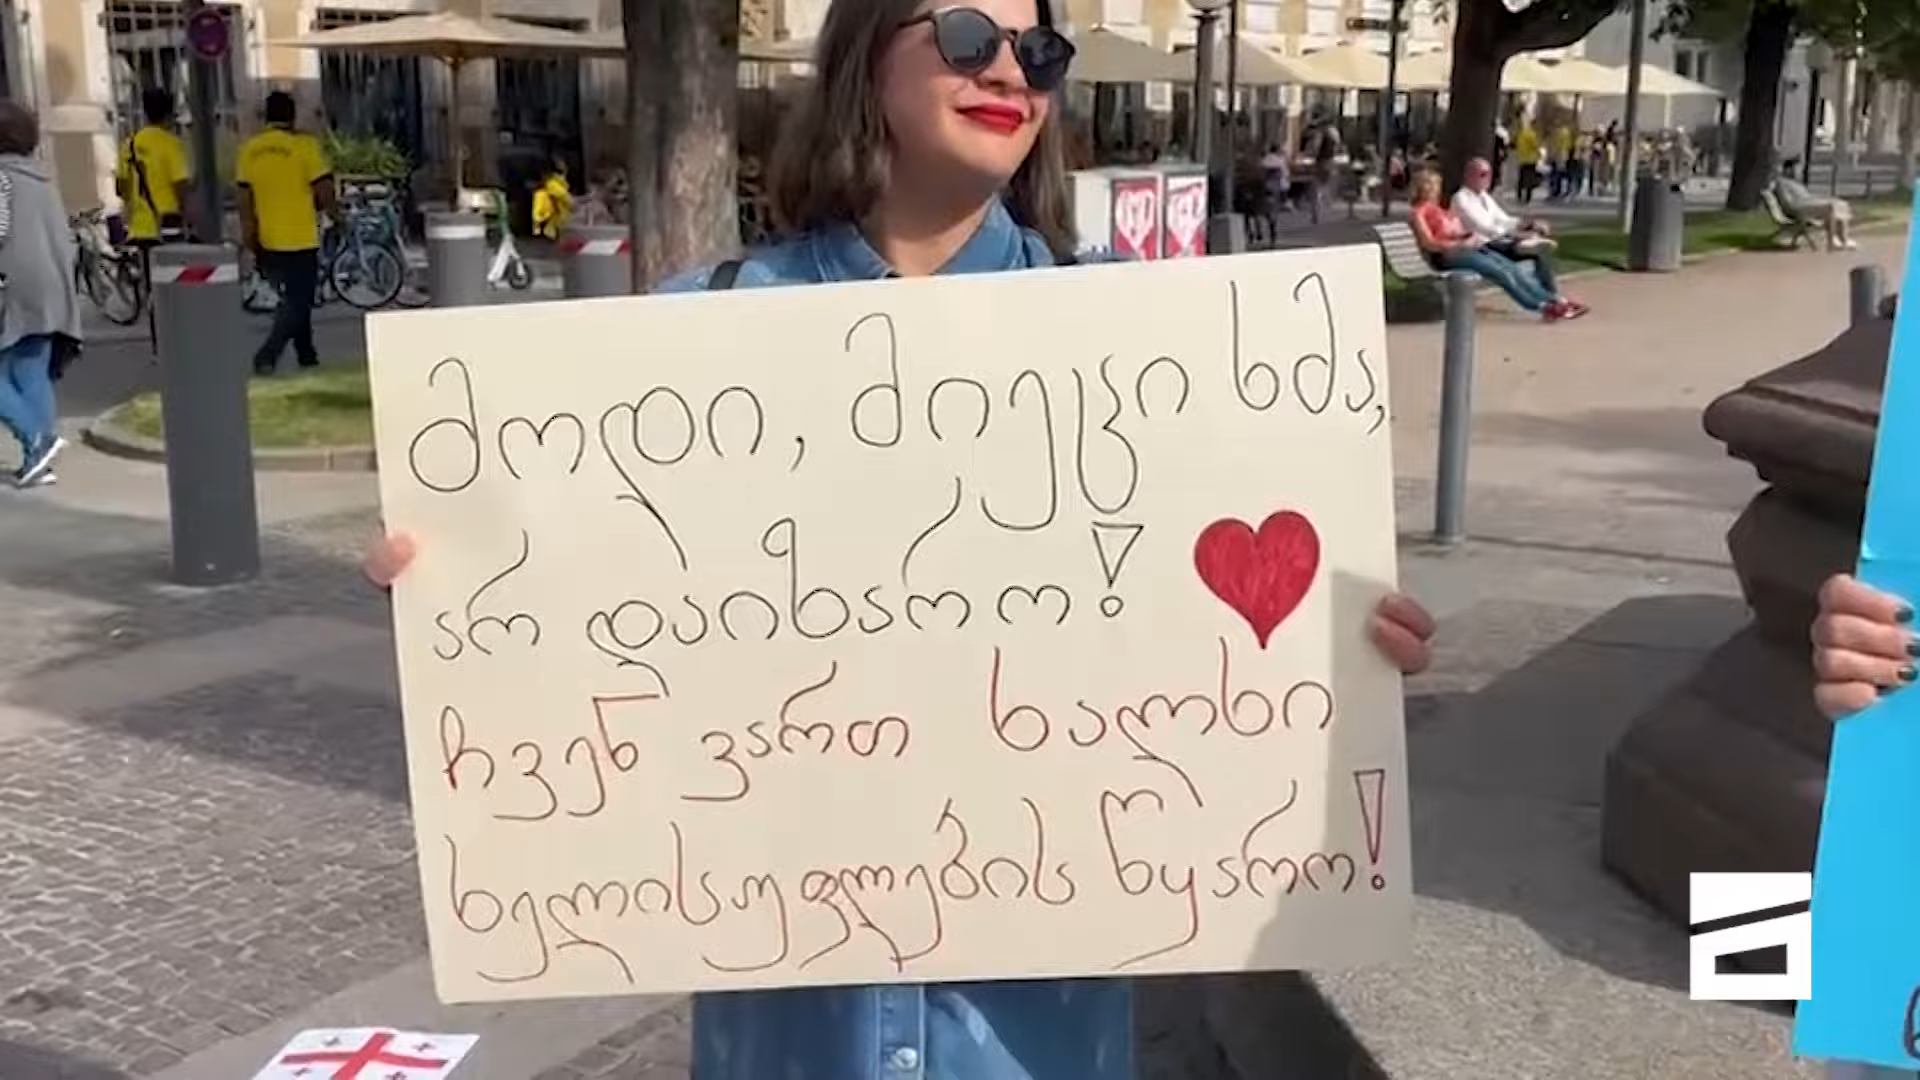 მოდი, მიეცი ხმა,
არ დაიზარო!
ჩვენ ვართ ხალხი
ხელისუფლების წყარო!